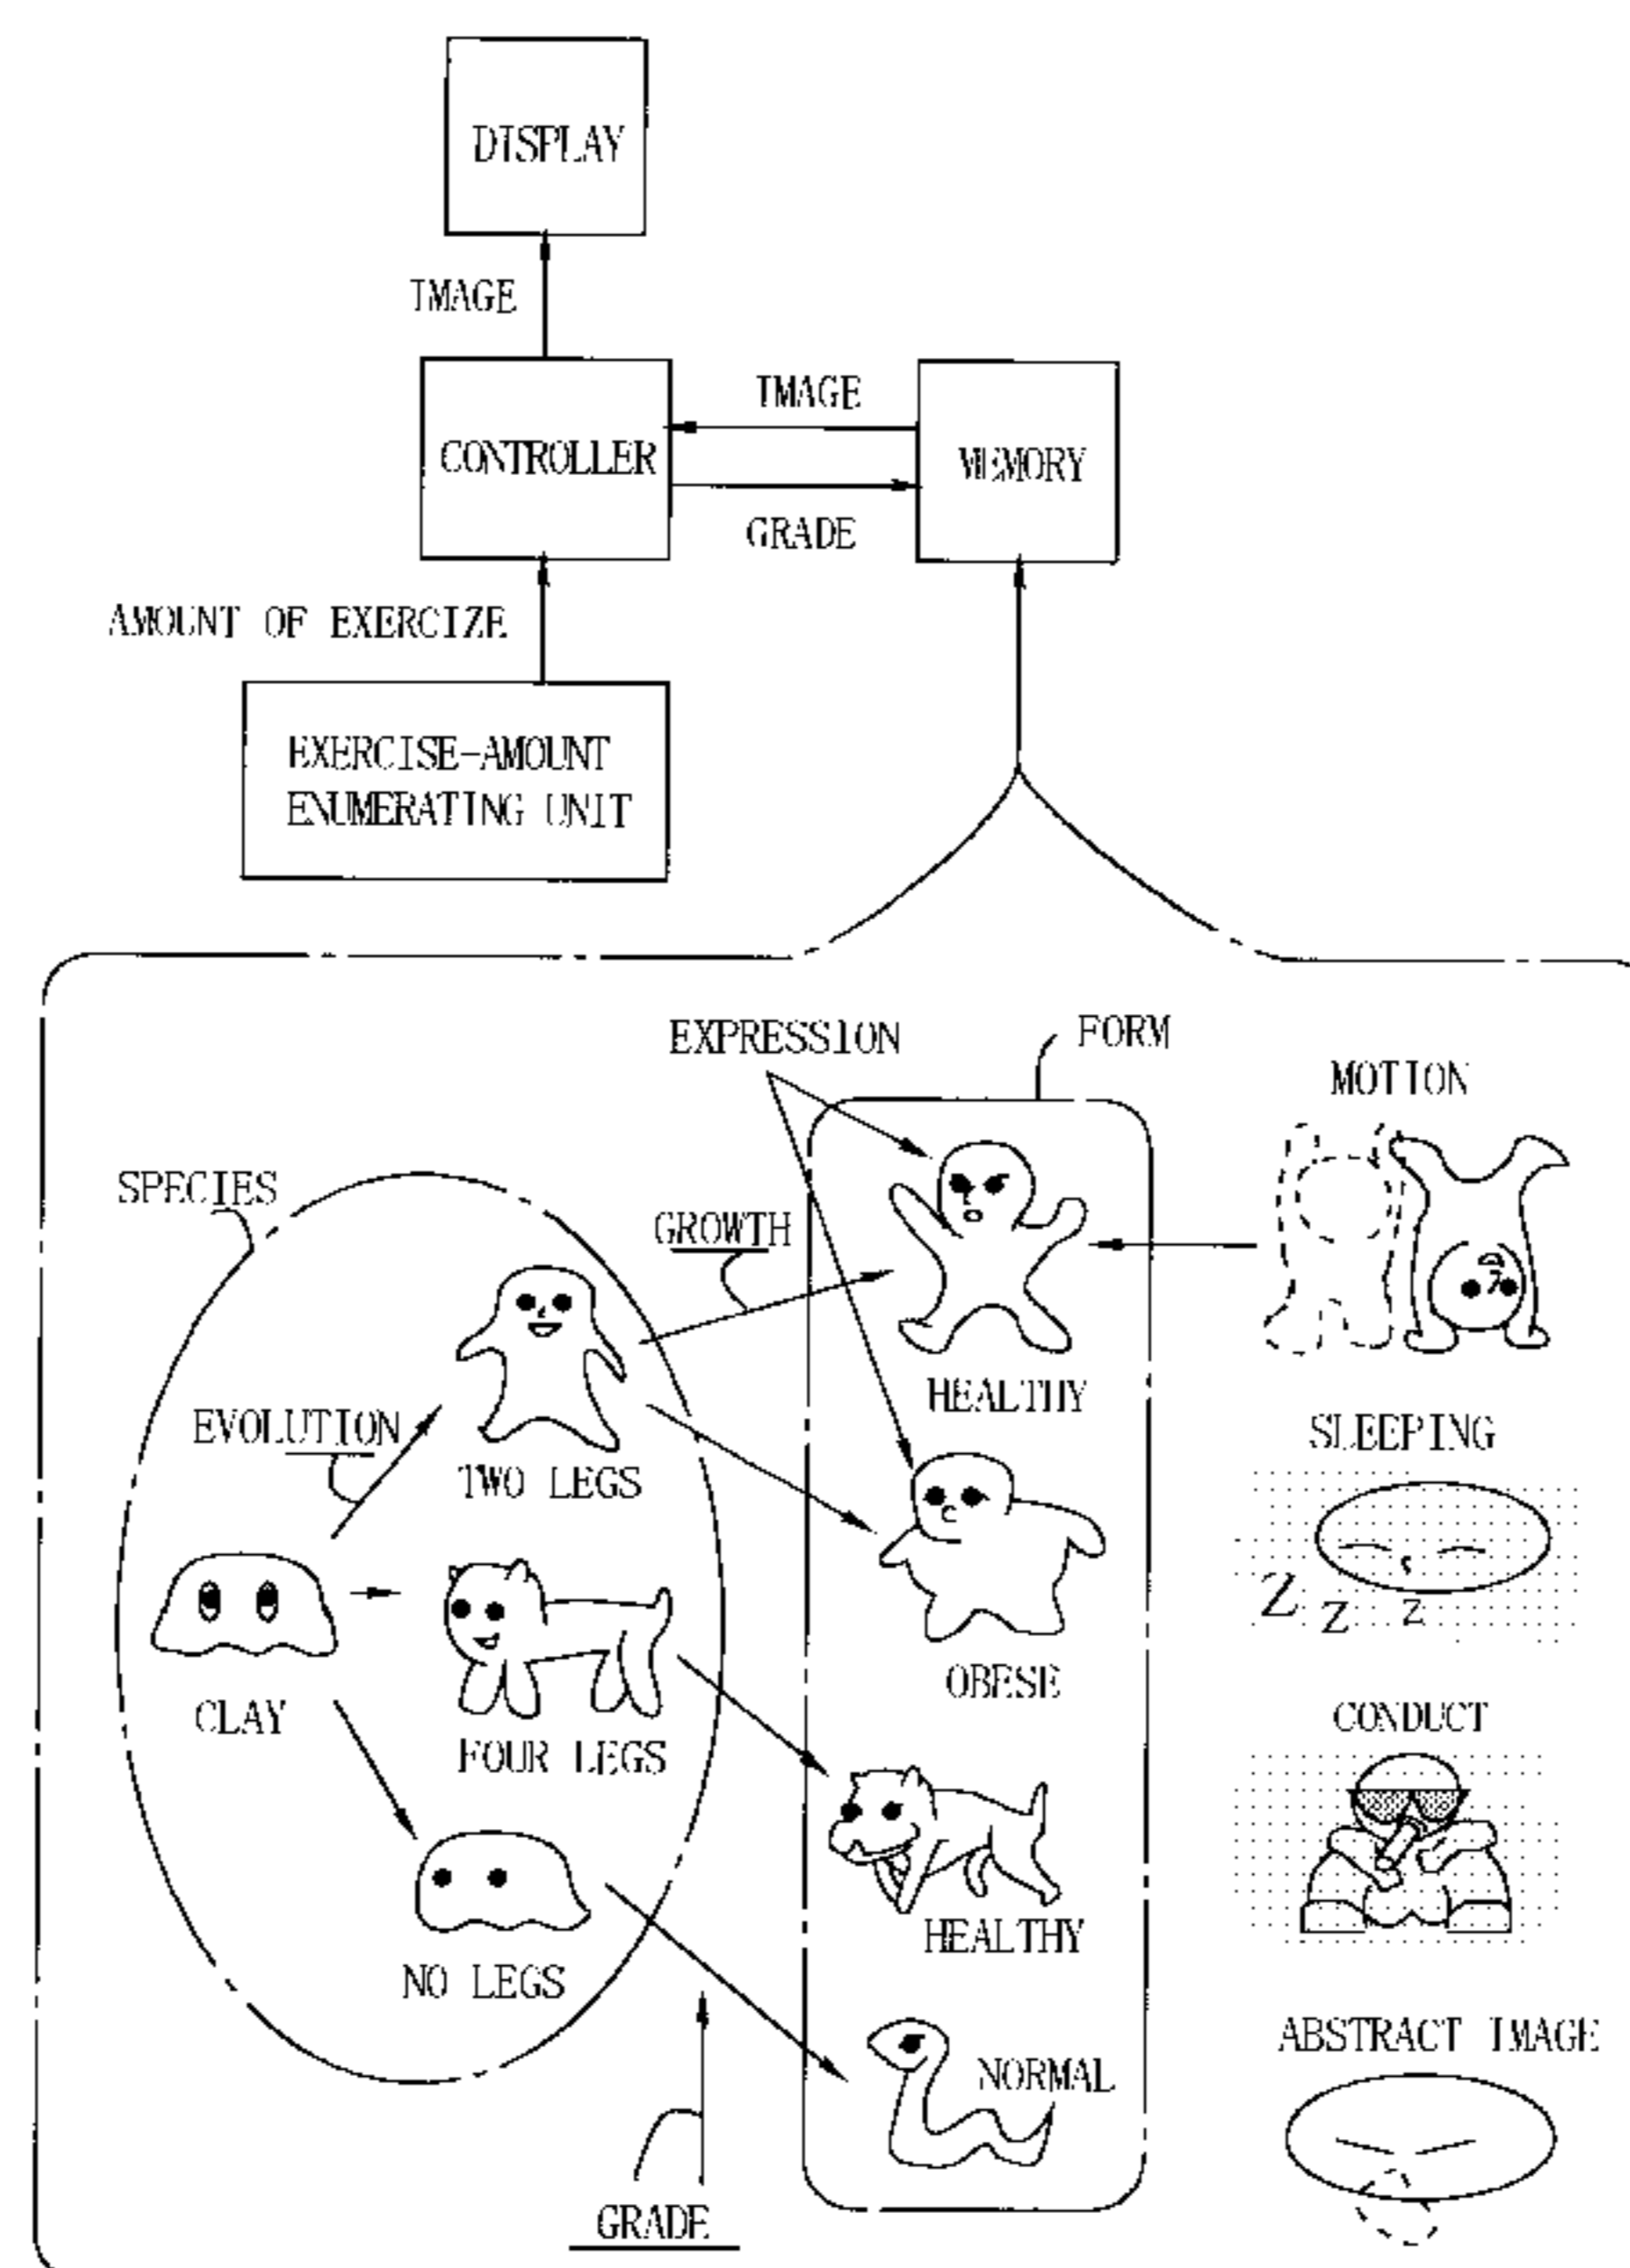 DISPLAY
IMAGE
IMAGE
CONTROLLER
MEMORY
GRADE
AMOUNT OF EXERCIZE
EXERCISE-AMOUNT
ENUMERATING UNIT
EXPRESSION
FORM
MOTION
SPECIES
GROWTH
HEALTHY
EVOLUTION
SLEEPING
TWO LEGS
Z Z Z
OBESE
CLAY
CONDUCT
FOUR LEGS
HEALTHY
NO LEGS
ABSTRACT IMAGE
NORMAL
GRADE